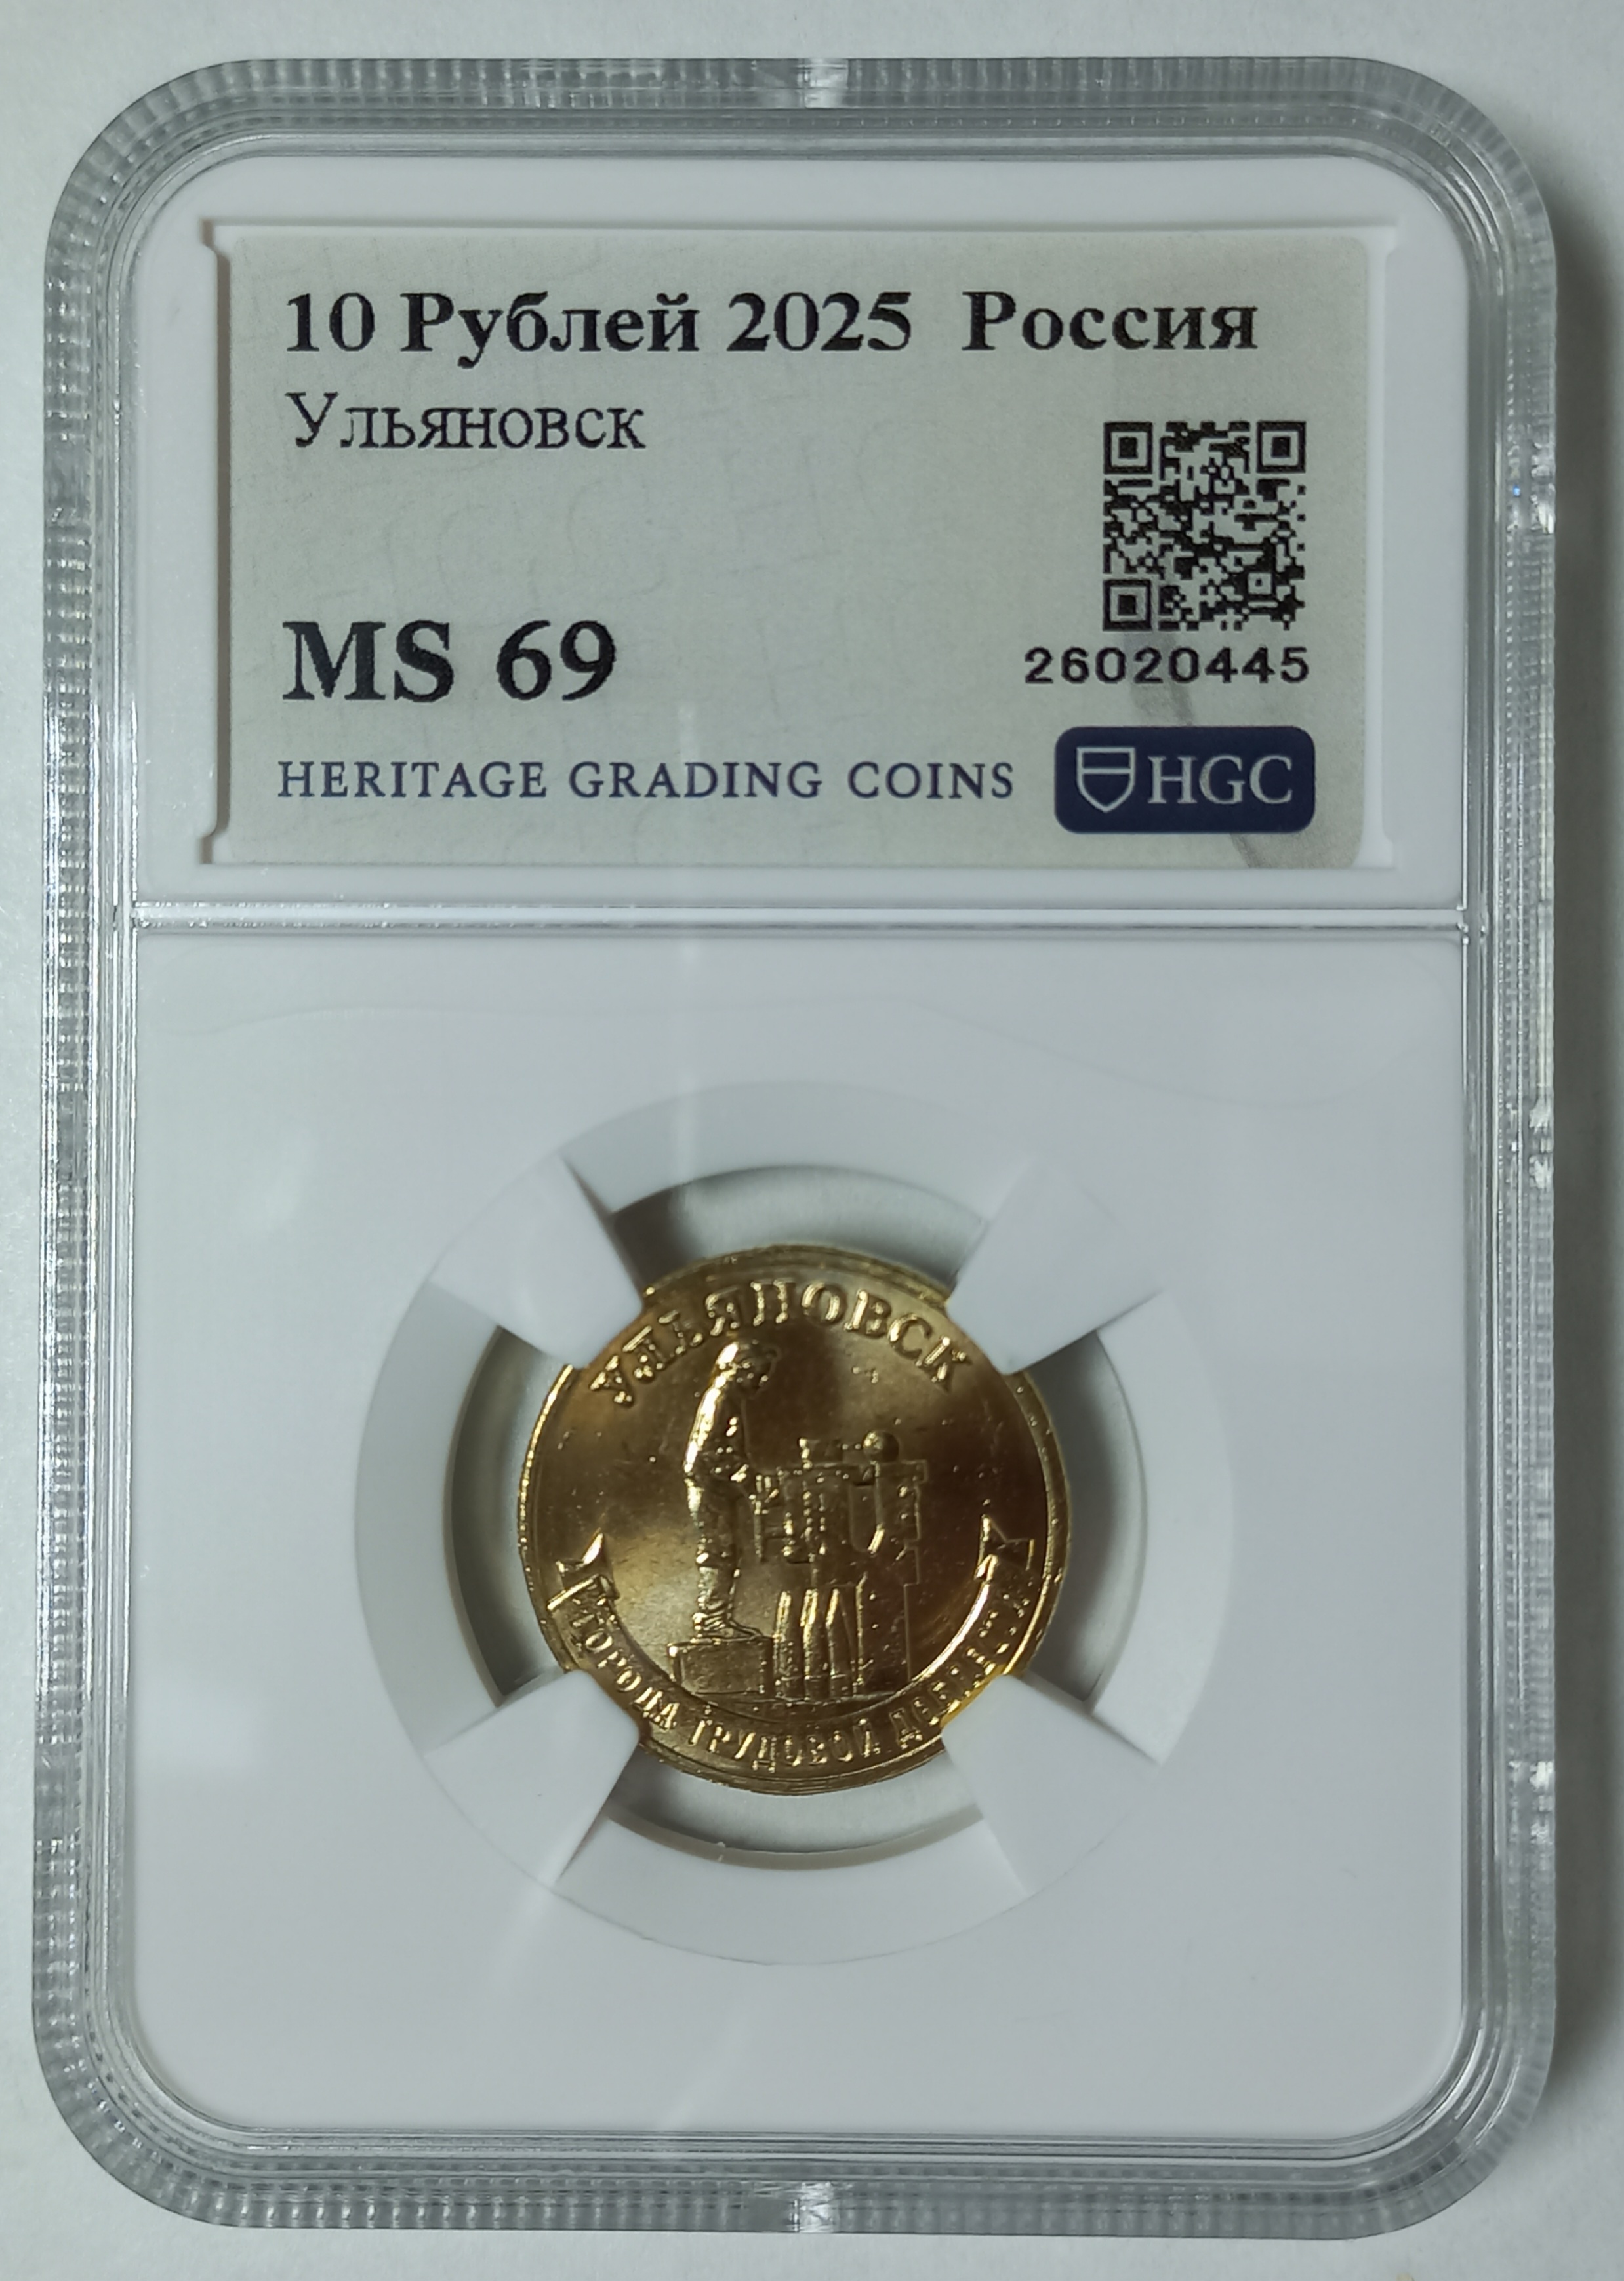 10 Рублей 2025 Россия
Ульяновск
MS 69
26020445
HERITAGE GRADING COINS
HGC
УЛЬЯНОВСК
ГОРОДА ТРУДОВОЙ ДОБЛЕСТИ